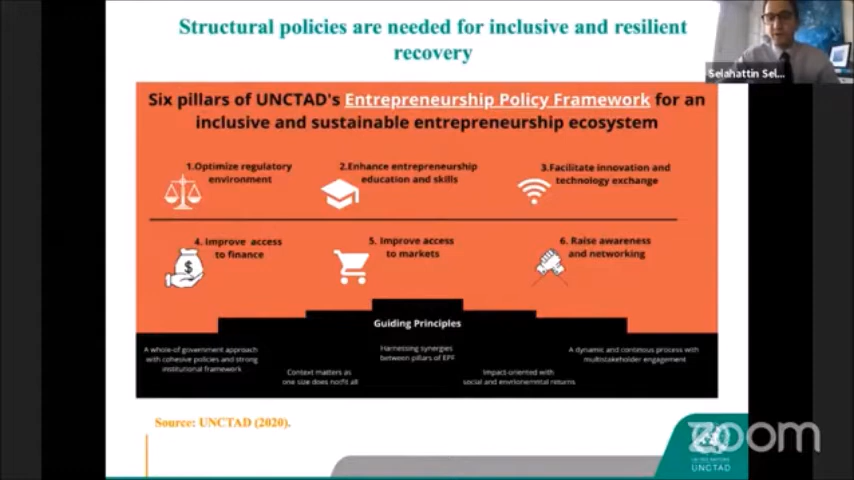 Structural policies are needed for inclusive and resilient
recovery
Selahattin Sel...
Six pillars of UNCTAD's Entrepreneurship Policy Framework for an
inclusive and sustainable entrepreneurship ecosystem
1.Optimize regulatory
environment
2.Enhance entrepreneurship
education and skills
3.Facilitate innovation and
technology exchange
4. Improve access
to finance
5. Improve access
to markets
6. Raise awareness
and networking
Guiding Principles
A whole-of government approach
with cohesive policies and strong
institutional framework
Context matters as
one size does not fit all
Harnessing synergies
between pillars of EPF
Impact-oriented with
social and environmental returns
A dynamic and continous process with
multistakeholder engagement
Source: UNCTAD (2020).
zoom
UNITED NATIONS
UNCTAD